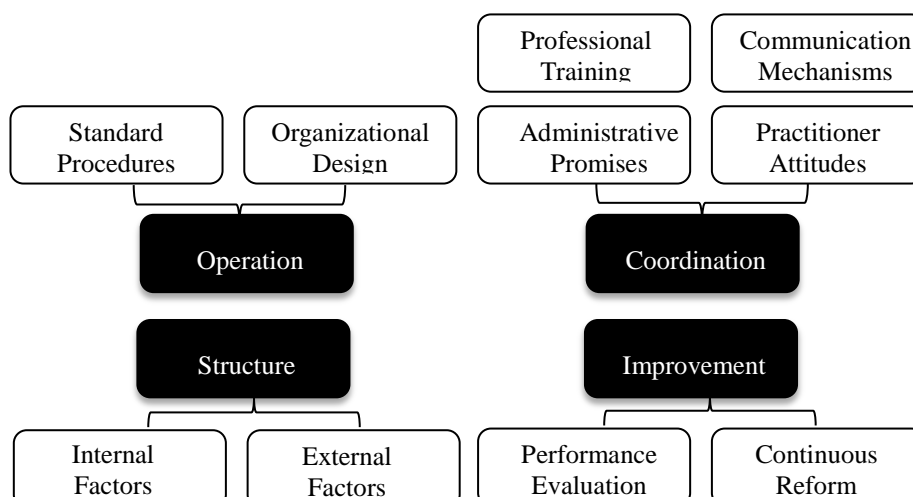 Professional
Training
Communication
Mechanisms
Standard
Procedures
Organizational
Design
Administrative
Promises
Practitioner
Attitudes
Operation
Coordination
Structure
Improvement
Internal
Factors
External
Factors
Performance
Evaluation
Continuous
Reform